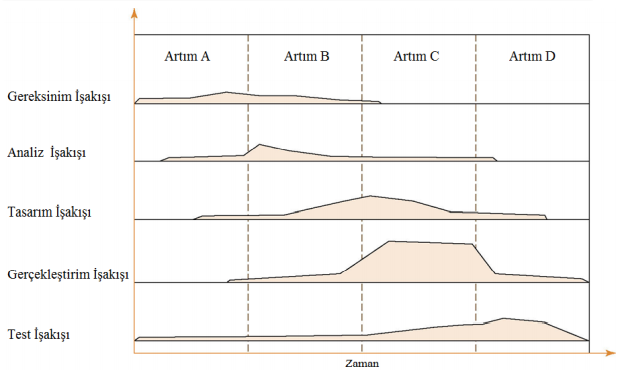 Artım A Artım B Artım C Artım D
Gereksinim İşakışı
Analiz İşakışı
Tasarım İşakışı
Gerçekleştirim İşakışı
Test İşakışı
Zaman